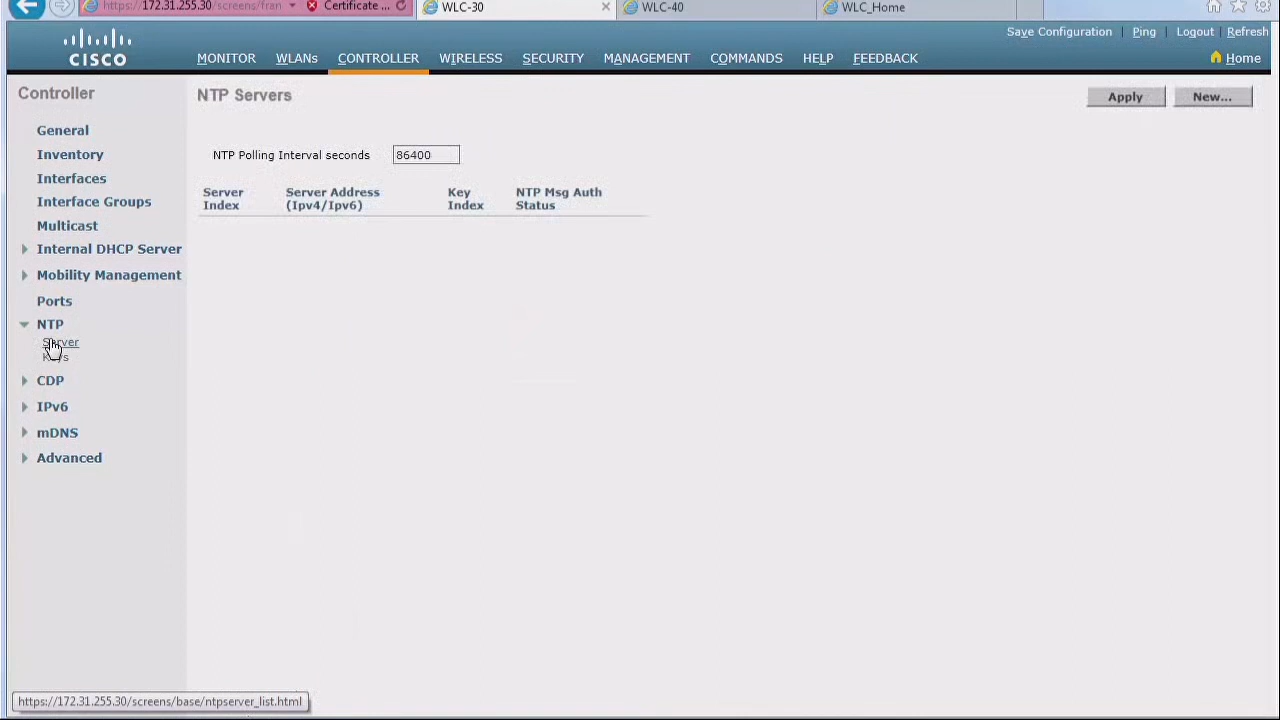 https://172.31.255.30/screens/fran
Certificate ...
WLC-30
WLC-40
WLC_Home
Save Configuration | Ping | Logout | Refresh
CISCO
MONITOR WLANs CONTROLLER WIRELESS SECURITY MANAGEMENT COMMANDS HELP FEEDBACK
Home
Controller
General
Inventory
Interfaces
Interface Groups
Multicast
Internal DHCP Server
Mobility Management
Ports
NTP
Server
Keys
CDP
IPv6
mDNS
Advanced
NTP Servers
Apply
New...
NTP Polling Interval seconds 86400
Server Index
Server Address (Ipv4/Ipv6)
Key Index
NTP Msg Auth Status
https://172.31.255.30/screens/base/ntpserver_list.html